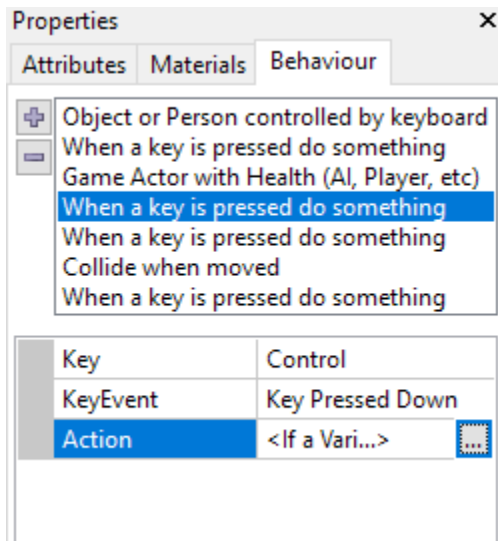 Properties
Attributes Materials Behaviour
Object or Person controlled by keyboard
When a key is pressed do something
Game Actor with Health (AI, Player, etc)
When a key is pressed do something
When a key is pressed do something
Collide when moved
When a key is pressed do something
Key Control
KeyEvent Key Pressed Down
Action <If a Vari...> ...